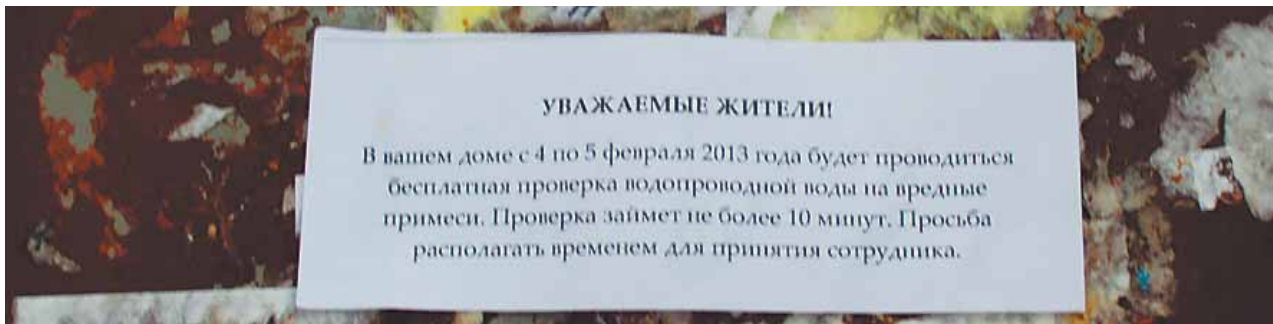 УВАЖАЕМЫЕ ЖИТЕЛИ!
В вашем доме с 4 по 5 февраля 2013 года будет проводиться
бесплатная проверка водопроводной воды на вредные
примеси. Проверка займет не более 10 минут. Просьба
располагать временем для принятия сотрудника.